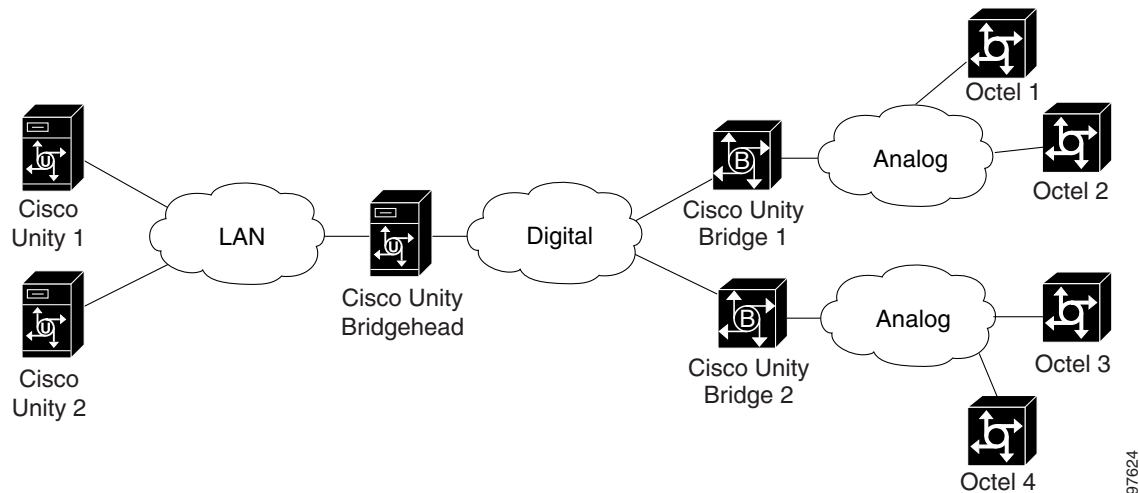 Octel 1
Analog
Octel 2
Cisco
Unity 1
LAN
Digital
Cisco Unity
Bridge 1
Cisco Unity
Bridgehead
Cisco
Unity 2
Analog
Octel 3
Cisco Unity
Bridge 2
Octel 4
97624
U
U
U
B
B